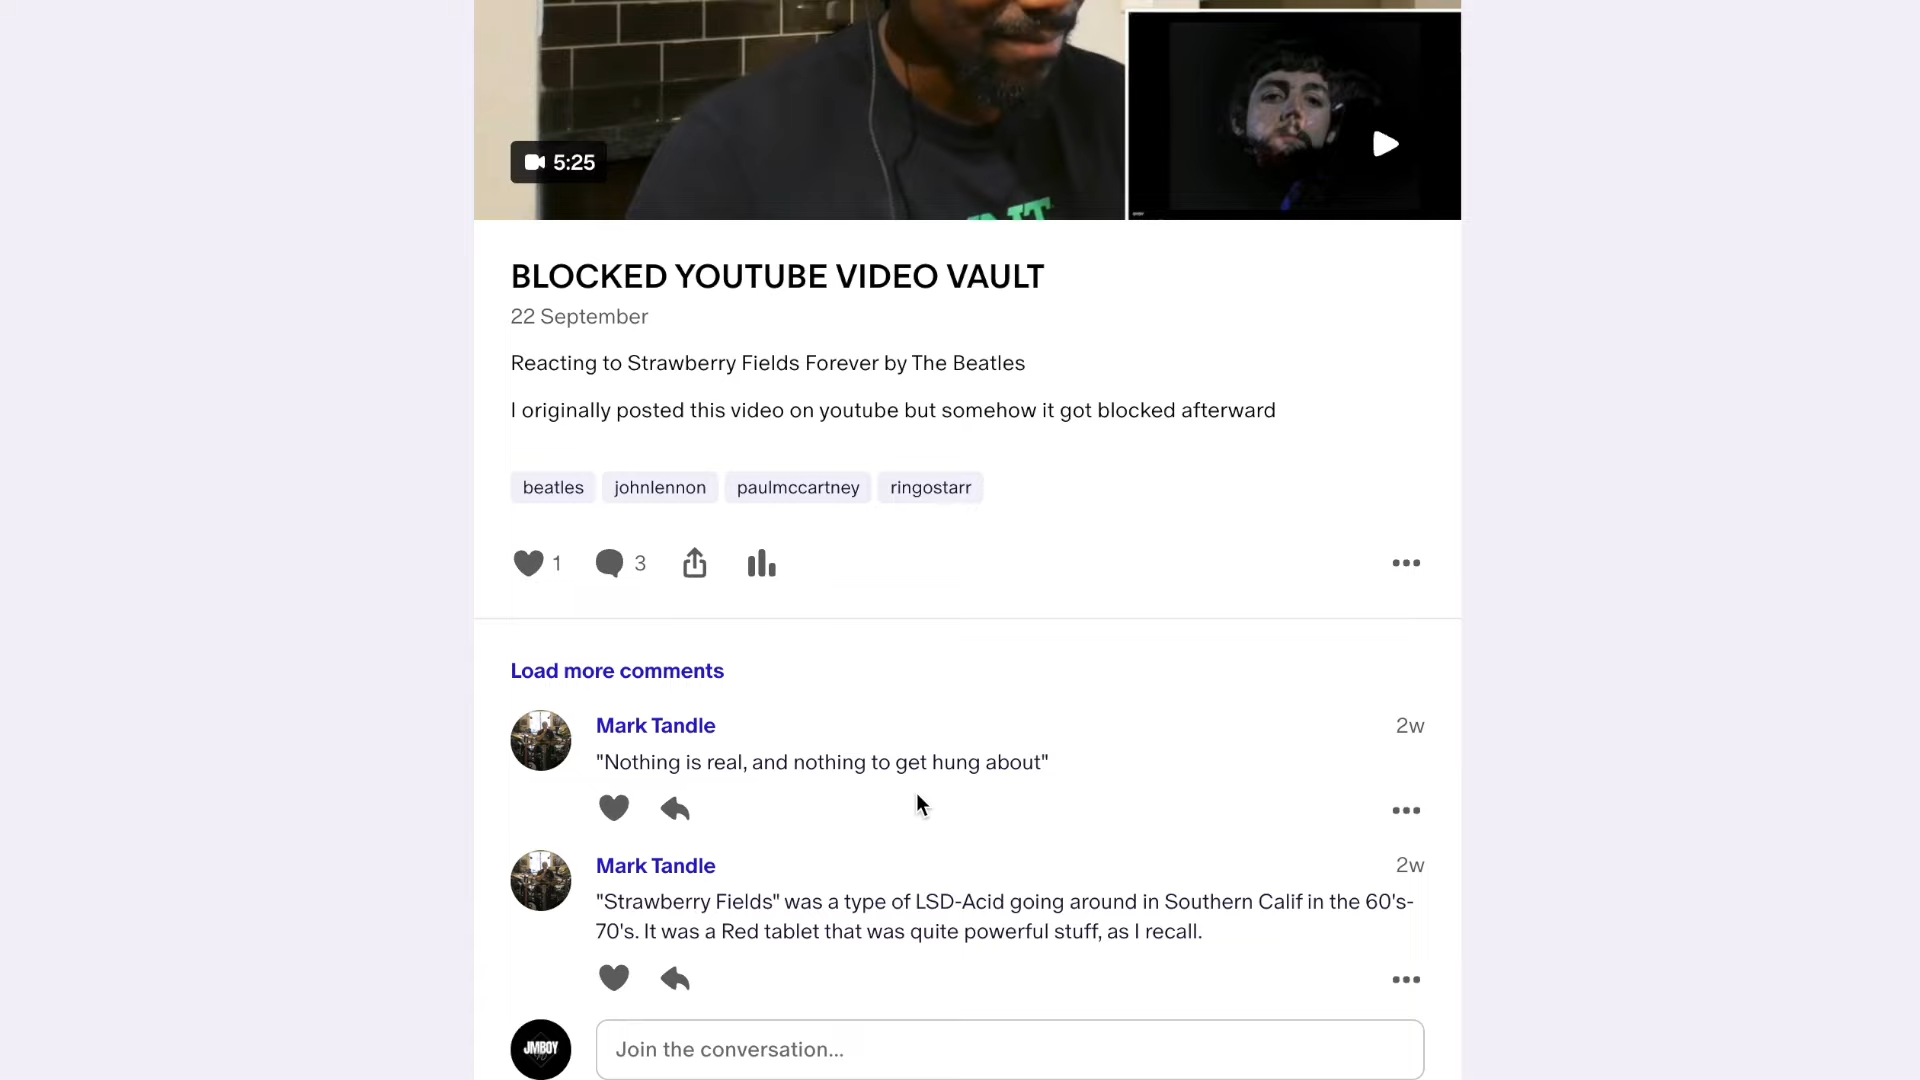 5:25
BLOCKED YOUTUBE VIDEO VAULT
22 September
Reacting to Strawberry Fields Forever by The Beatles
I originally posted this video on youtube but somehow it got blocked afterward
beatles johnlennon paulmccartney ringostarr
1 3
Load more comments
Mark Tandle 2w
"Nothing is real, and nothing to get hung about"
Mark Tandle 2w
"Strawberry Fields" was a type of LSD-Acid going around in Southern Calif in the 60's-
70's. It was a Red tablet that was quite powerful stuff, as I recall.
JMBOY
Join the conversation...